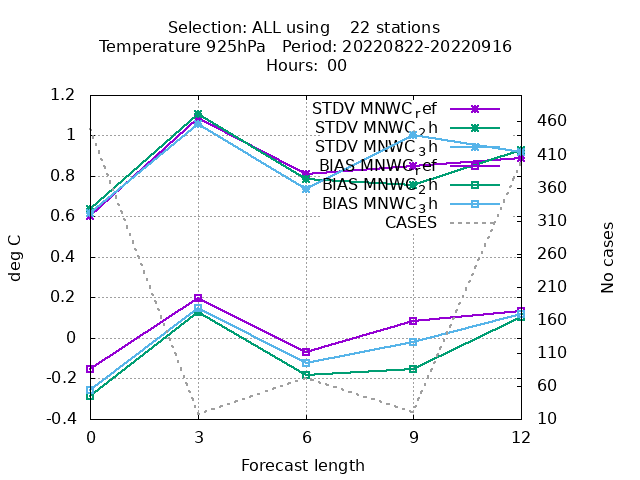 Selection: ALL using    22 stations
Temperature 925hPa   Period: 20220822-20220916
Hours: 00
1.2
1
0.8
0.6
0.4
0.2
0
-0.2
-0.4
deg C
STDV MNWC_ref
STDV MNWC_2h
STDV MNWC_3h
BIAS MNWC_ref
BIAS MNWC_2h
BIAS MNWC_3h
CASES
460
410
360
310
260
210
160
110
60
10
No cases
0 3 6 9 12
Forecast length